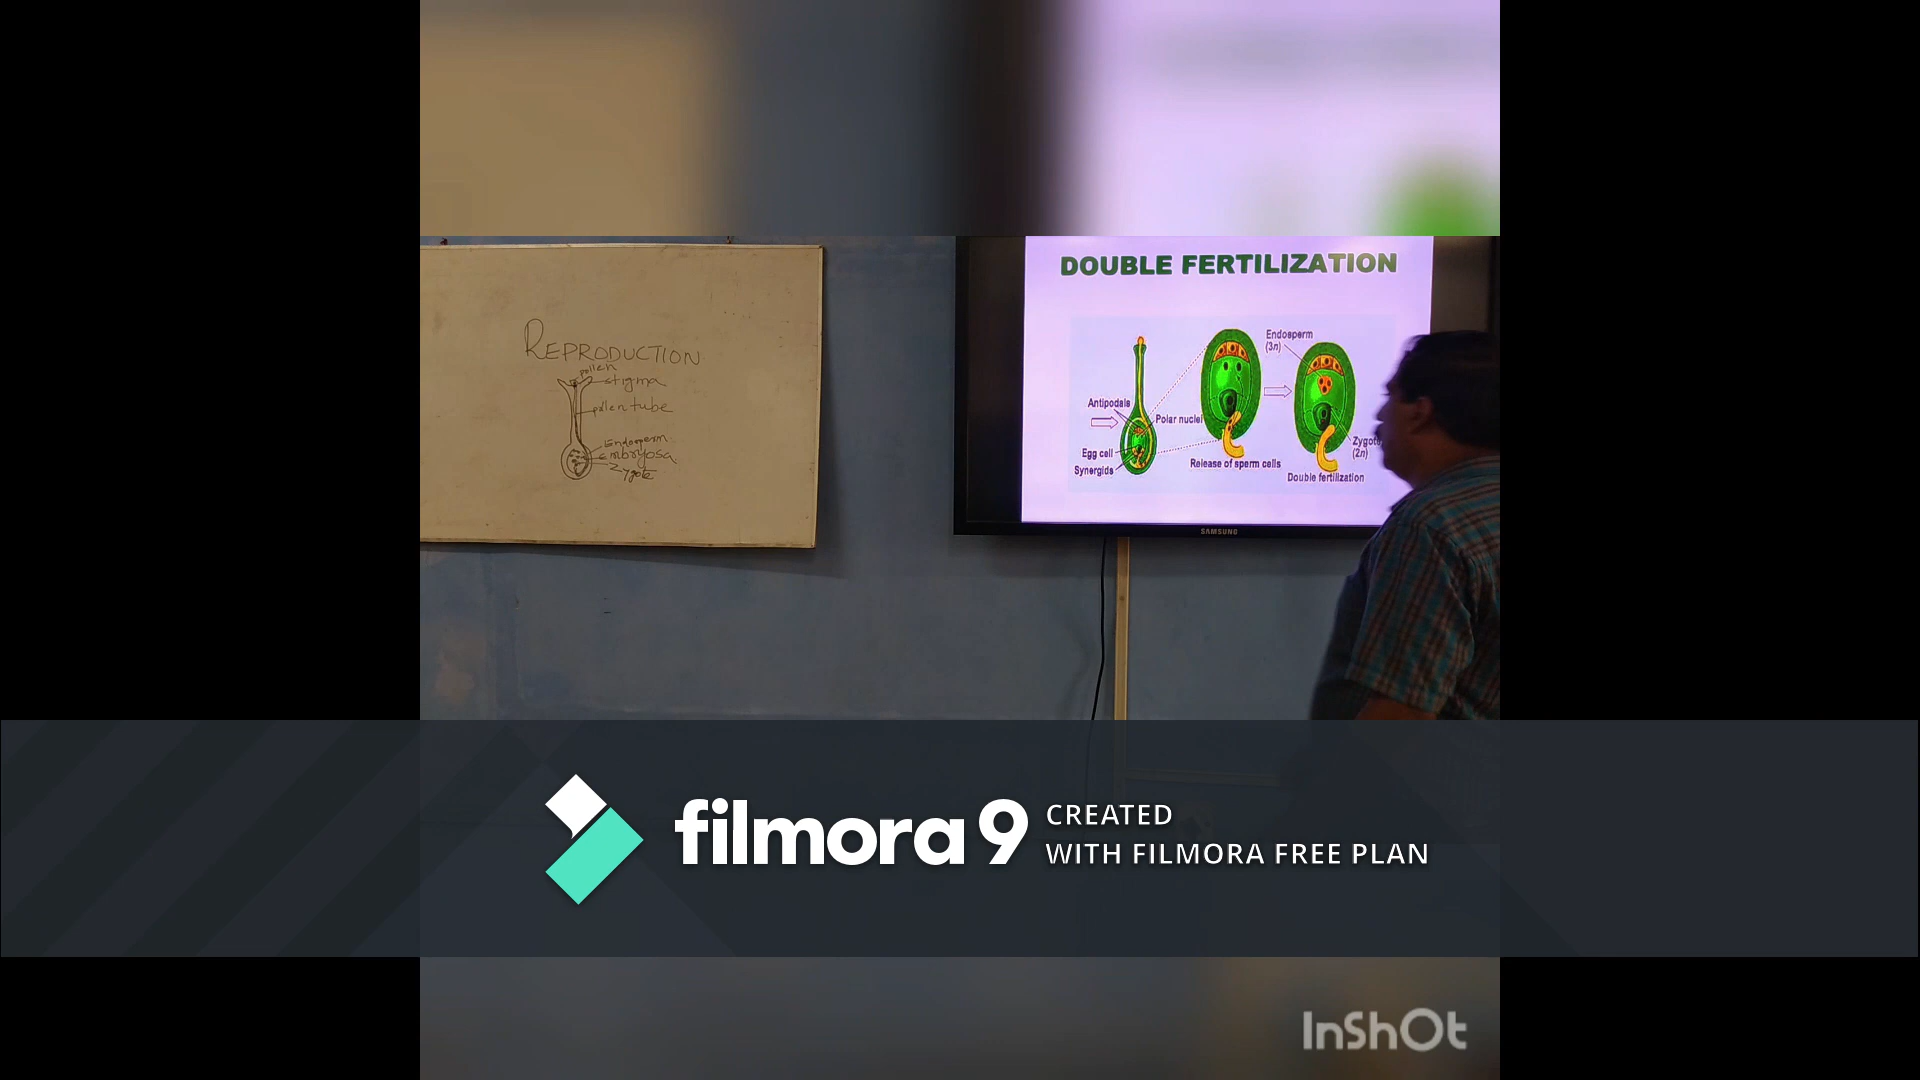 REPRODUCTION
pollen
stigma
pollen tube
Endosperm
embryosa
Zygote
DOUBLE FERTILIZATION
Endosperm
(3n)
Antipodals
Polar nuclei
Egg cell
Synergids
Release of sperm cells
Zygote
(2n)
Double fertilization
SAMSUNG
filmora 9
CREATED
WITH FILMORA FREE PLAN
InShOt